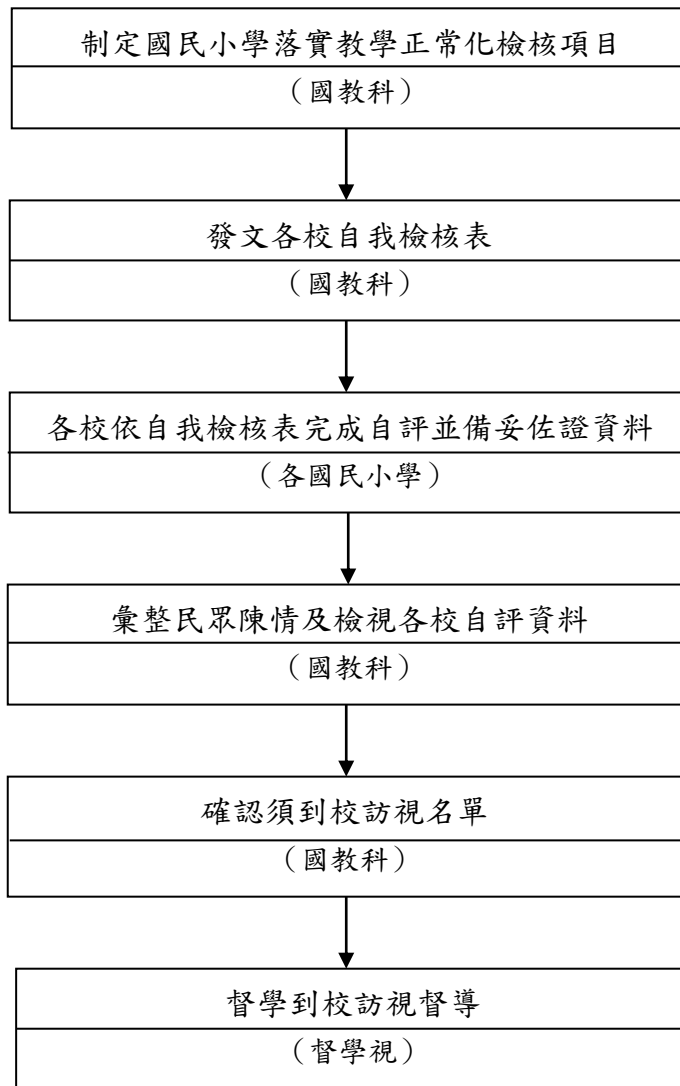 制定國民小學落實教學正常化檢核項目
（國教科）
發文各校自我檢核表
（國教科）
各校依自我檢核表完成自評並備妥佐證資料
（各國民小學）
彙整民眾陳情及檢視各校自評資料
（國教科）
確認須到校訪視名單
（國教科）
督學到校訪視督導
（督學視）